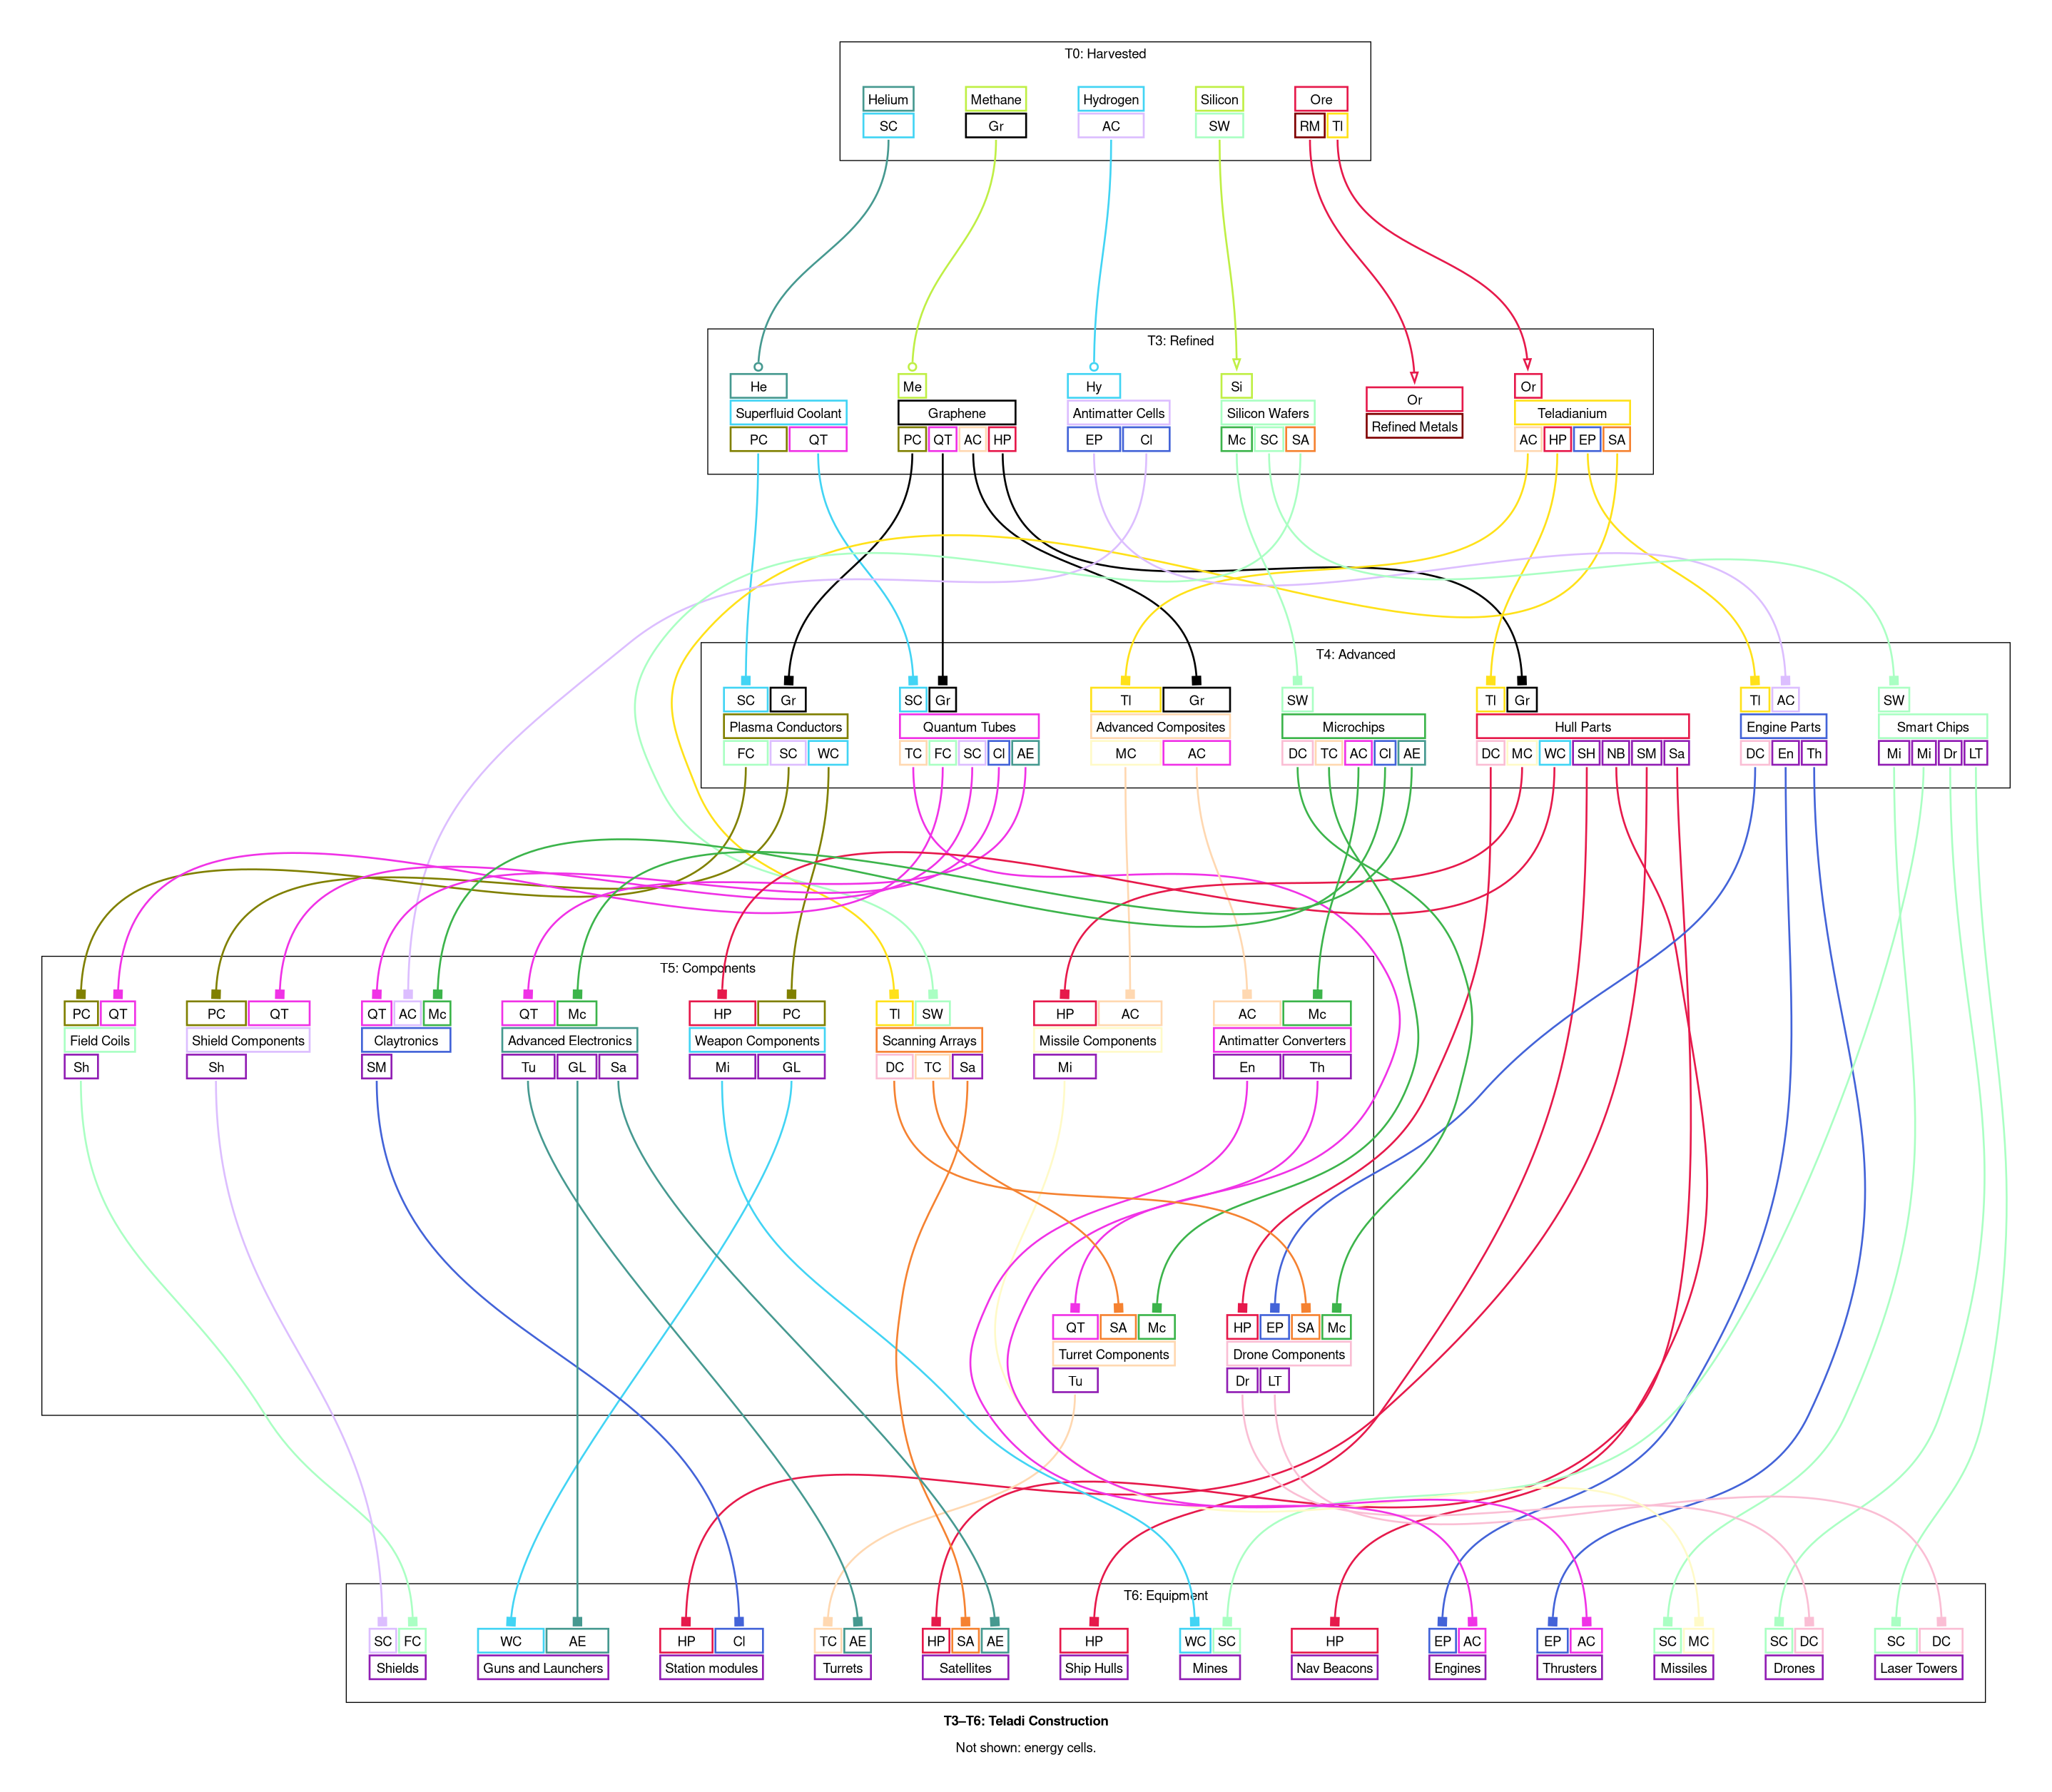 T0: Harvested
Helium Methane Hydrogen Silicon Ore
SC Gr AC SW RM Tl
T3: Refined
He Me Hy Si Or Or
Superfluid Coolant Graphene Antimatter Cells Silicon Wafers Refined Metals Teladianium
PC QT PC QT AC HP EP Cl Mc SC SA AC HP EP SA
T4: Advanced
SC Gr SC Gr Tl Gr SW Tl Gr Tl AC SW
Plasma Conductors Quantum Tubes Advanced Composites Microchips Hull Parts Engine Parts Smart Chips
FC SC WC TC FC SC Cl AE MC AC DC TC AC Cl AE DC MC WC SH NB SM Sa DC En Th Mi Mi Dr LT
T5: Components
PC QT PC QT QT AC Mc QT Mc HP PC Tl SW HP AC AC Mc
Field Coils Shield Components Claytronics Advanced Electronics Weapon Components Scanning Arrays Missile Components Antimatter Converters
Sh Sh SM Tu GL Sa Mi GL DC TC Sa Mi En Th
QT SA Mc HP EP SA Mc
Turret Components Drone Components
Tu Dr LT
T6: Equipment
SC FC WC AE HP Cl TC AE HP SA AE HP WC SC HP EP AC EP AC SC MC SC DC SC DC
Shields Guns and Launchers Station modules Turrets Satellites Ship Hulls Mines Nav Beacons Engines Thrusters Missiles Drones Laser Towers
T3–T6: Teladi Construction
Not shown: energy cells.